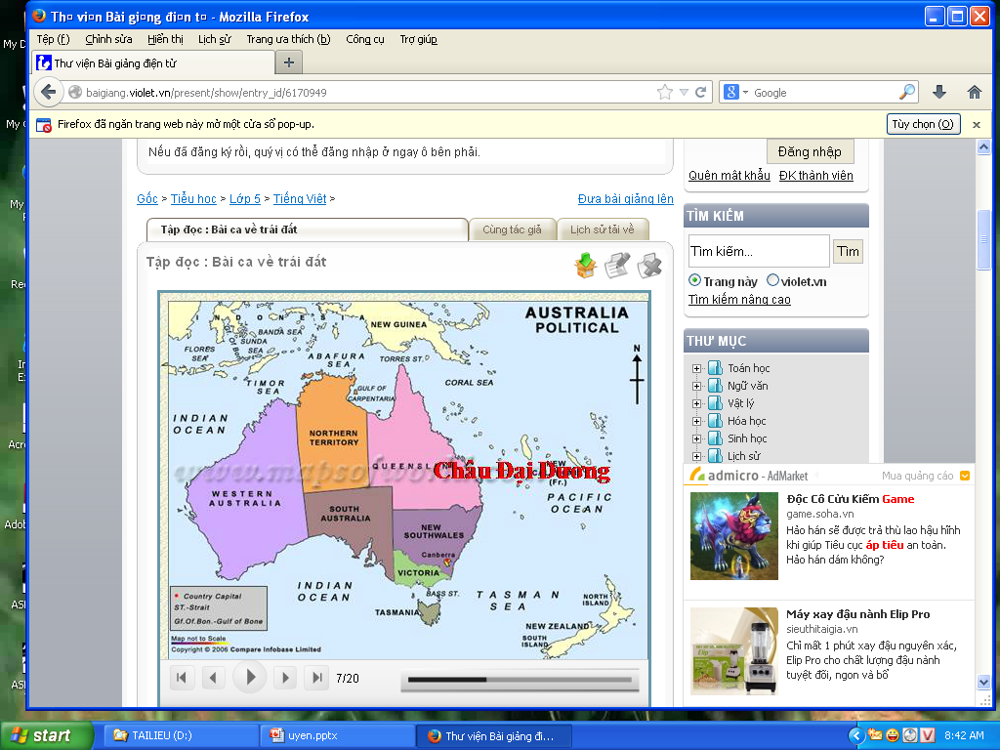 Th¤ vi¤n Bài gi¤ng đi¤n t¤ - Mozilla Firefox
Tệp (f) Chỉnh sửa Hiển thị Lịch sử Trang ưa thích (b) Công cụ Trợ giúp
Thư viện Bài giảng điện tử
baigiang.violet.vn/present/show/entry_id/6170949
Google
Firefox đã ngăn trang web này mở một cửa sổ pop-up.
Tùy chọn (O)
Nếu đã đăng ký rồi, quý vị có thể đăng nhập ở ngay ô bên phải.
Đăng nhập
Quên mật khẩu ĐK thành viên
Gốc > Tiểu học > Lớp 5 > Tiếng Việt >
Đưa bài giảng lên
Tập đọc : Bài ca về trái đất
Cùng tác giả
Lịch sử tải về
Tập đọc : Bài ca về trái đất
TÌM KIẾM
Tìm kiếm...
Tìm
Trang này violet.vn
Tìm kiếm nâng cao
THƯ MỤC
Toán học
Ngữ văn
Vật lý
Hóa học
Sinh học
Lịch sử
AUSTRALIA
POLITICAL
N
INDONESIA
NEW GUINEA
BANDA SEA
SUNDA
SEA
FLORES
SEA
ABAFURA
SEA
TORRES ST.
TIMOR
SEA
CORAL SEA
GULF OF
CARPENTARIA
INDIAN
OCEAN
NORTHERN
TERRITORY
QUEENSL
Châu Đại Dương
(Fr.)
WESTERN
AUSTRALIA
PACIFIC
OCEAN
SOUTH
AUSTRALIA
NEW
SOUTHWALES
Canberra
VICTORIA
INDIAN
OCEAN
BASS ST.
TASMAN
SEA
TASMANIA
NORTH
ISLAND
NEW ZEALAND
SOUTH
ISLAND
Country Capital
ST.-Strait
Gf.Of.Bon.-Gulf of Bone
Map not to Scale
Copyright © 2006 Compare Infobase Limited
7/20
admicro - AdMarket
Mua quảng cáo
Độc Cô Cửu Kiếm Game
game.soha.vn
Hảo hán sẽ được trả thù lao hậu hĩnh
khi giúp Tiêu cục áp tiêu an toàn.
Hảo hán dám không?
Máy xay đậu nành Elip Pro
sieuthitaigia.vn
Chỉ mất 1 phút xay đậu nguyên xác,
Elip Pro cho chất lượng đậu nành
tuyệt đối, ngon và bổ
start
TAILIEU (D:)
uyen.pptx
Thư viện Bài giảng đi...
8:42 AM